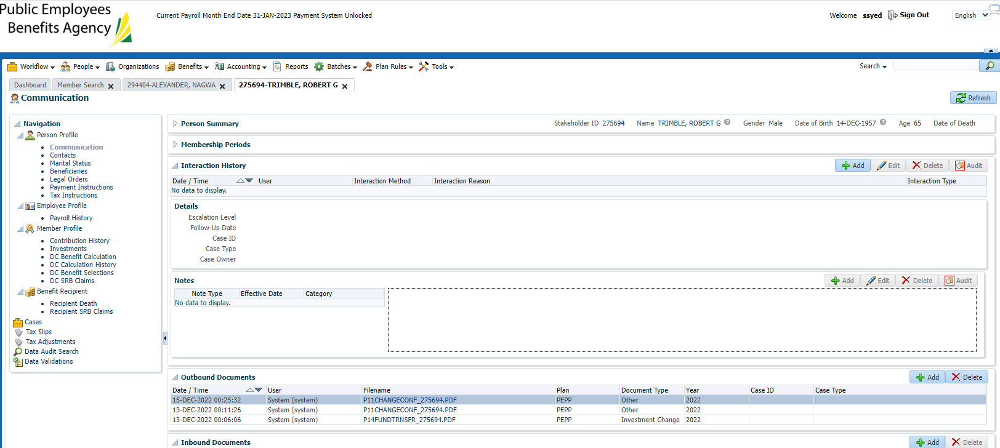 Public Employees
Benefits Agency
Current Payroll Month End Date 31-JAN-2023 Payment System Unlocked
Welcome ssyed Sign Out English
Workflow People Organizations Benefits Accounting Reports Batches Plan Rules Tools Search
Dashboard Member Search 294404-ALEXANDER, NAGWA 275694-TRIMBLE, ROBERT G
Communication Refresh
Navigation
Person Profile
Communication
Contacts
Marital Status
Beneficiaries
Legal Orders
Payment Instructions
Tax Instructions
Employee Profile
Payroll History
Member Profile
Contribution History
Investments
DC Benefit Calculation
DC Calculation History
DC Benefit Selections
DC SRB Claims
Benefit Recipient
Recipient Death
Recipient SRB Claims
Cases
Tax Slips
Tax Adjustments
Data Audit Search
Data Validations
Person Summary Stakeholder ID 275694 Name TRIMBLE, ROBERT G Gender Male Date of Birth 14-DEC-1957 Age 65 Date of Death
Membership Periods
Interaction History Add Edit Delete Audit
Date / Time User Interaction Method Interaction Reason Interaction Type
No data to display.
Details
Escalation Level
Follow-Up Date
Case ID
Case Type
Case Owner
Notes Add Edit Delete Audit
Note Type Effective Date Category
No data to display.
Outbound Documents Add Delete
Date / Time User Filename Plan Document Type Year Case ID Case Type
15-DEC-2022 00:25:32 System (system) P11CHANGECONF_275694.PDF PEPP Other 2022
13-DEC-2022 00:11:26 System (system) P11CHANGECONF_275694.PDF PEPP Other 2022
13-DEC-2022 00:06:06 System (system) P14FUNDTRNSFR_275694.PDF PEPP Investment Change 2022
Inbound Documents Add Delete